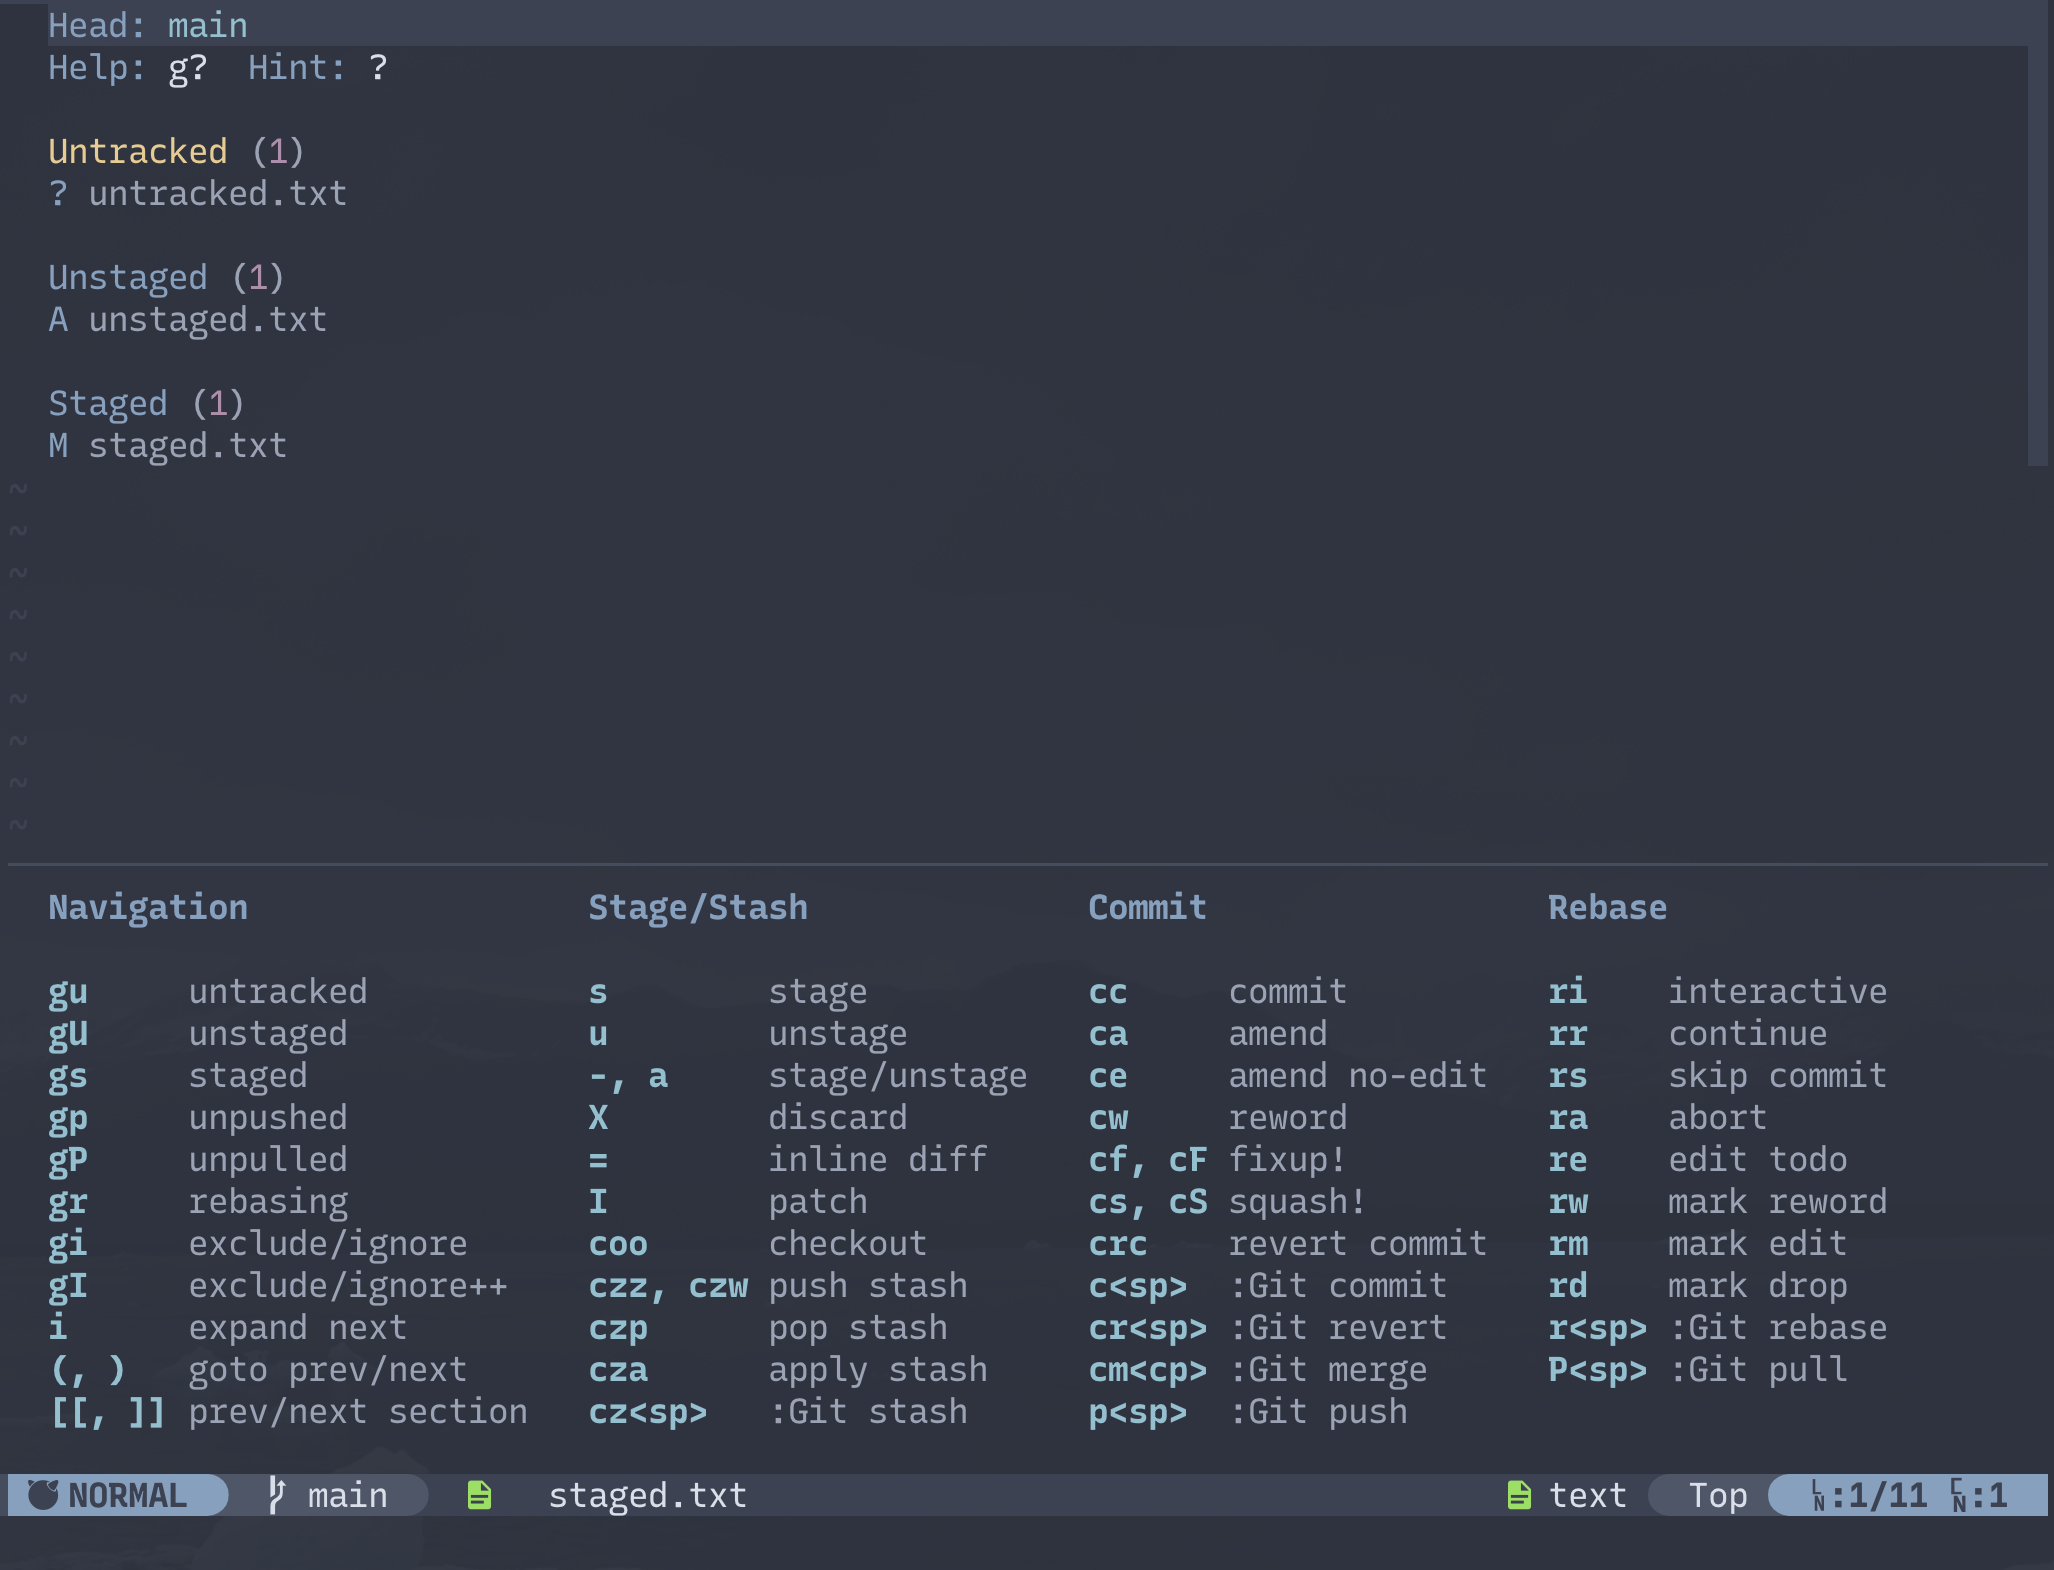 Head: main
Help: g?  Hint: ?
Untracked (1)
? untracked.txt
Unstaged (1)
A unstaged.txt
Staged (1)
M staged.txt
~
~
~
~
~
~
~
~
~
Navigation Stage/Stash Commit Rebase
gu untracked s stage cc commit ri interactive
gU unstaged u unstage ca amend rr continue
gs staged -, a stage/unstage ce amend no-edit rs skip commit
gp unpushed X discard cw reword ra abort
gP unpulled = inline diff cf, cF fixup! re edit todo
gr rebasing I patch cs, cS squash! rw mark reword
gi exclude/ignore coo checkout crc revert commit rm mark edit
gI exclude/ignore++ czz, czw push stash c<sp> :Git commit rd mark drop
i expand next czp pop stash cr<sp> :Git revert r<sp> :Git rebase
(, ) goto prev/next cza apply stash cm<cp> :Git merge P<sp> :Git pull
[[, ]] prev/next section cz<sp> :Git stash p<sp> :Git push
NORMAL main staged.txt text Top LN:1/11 CN:1